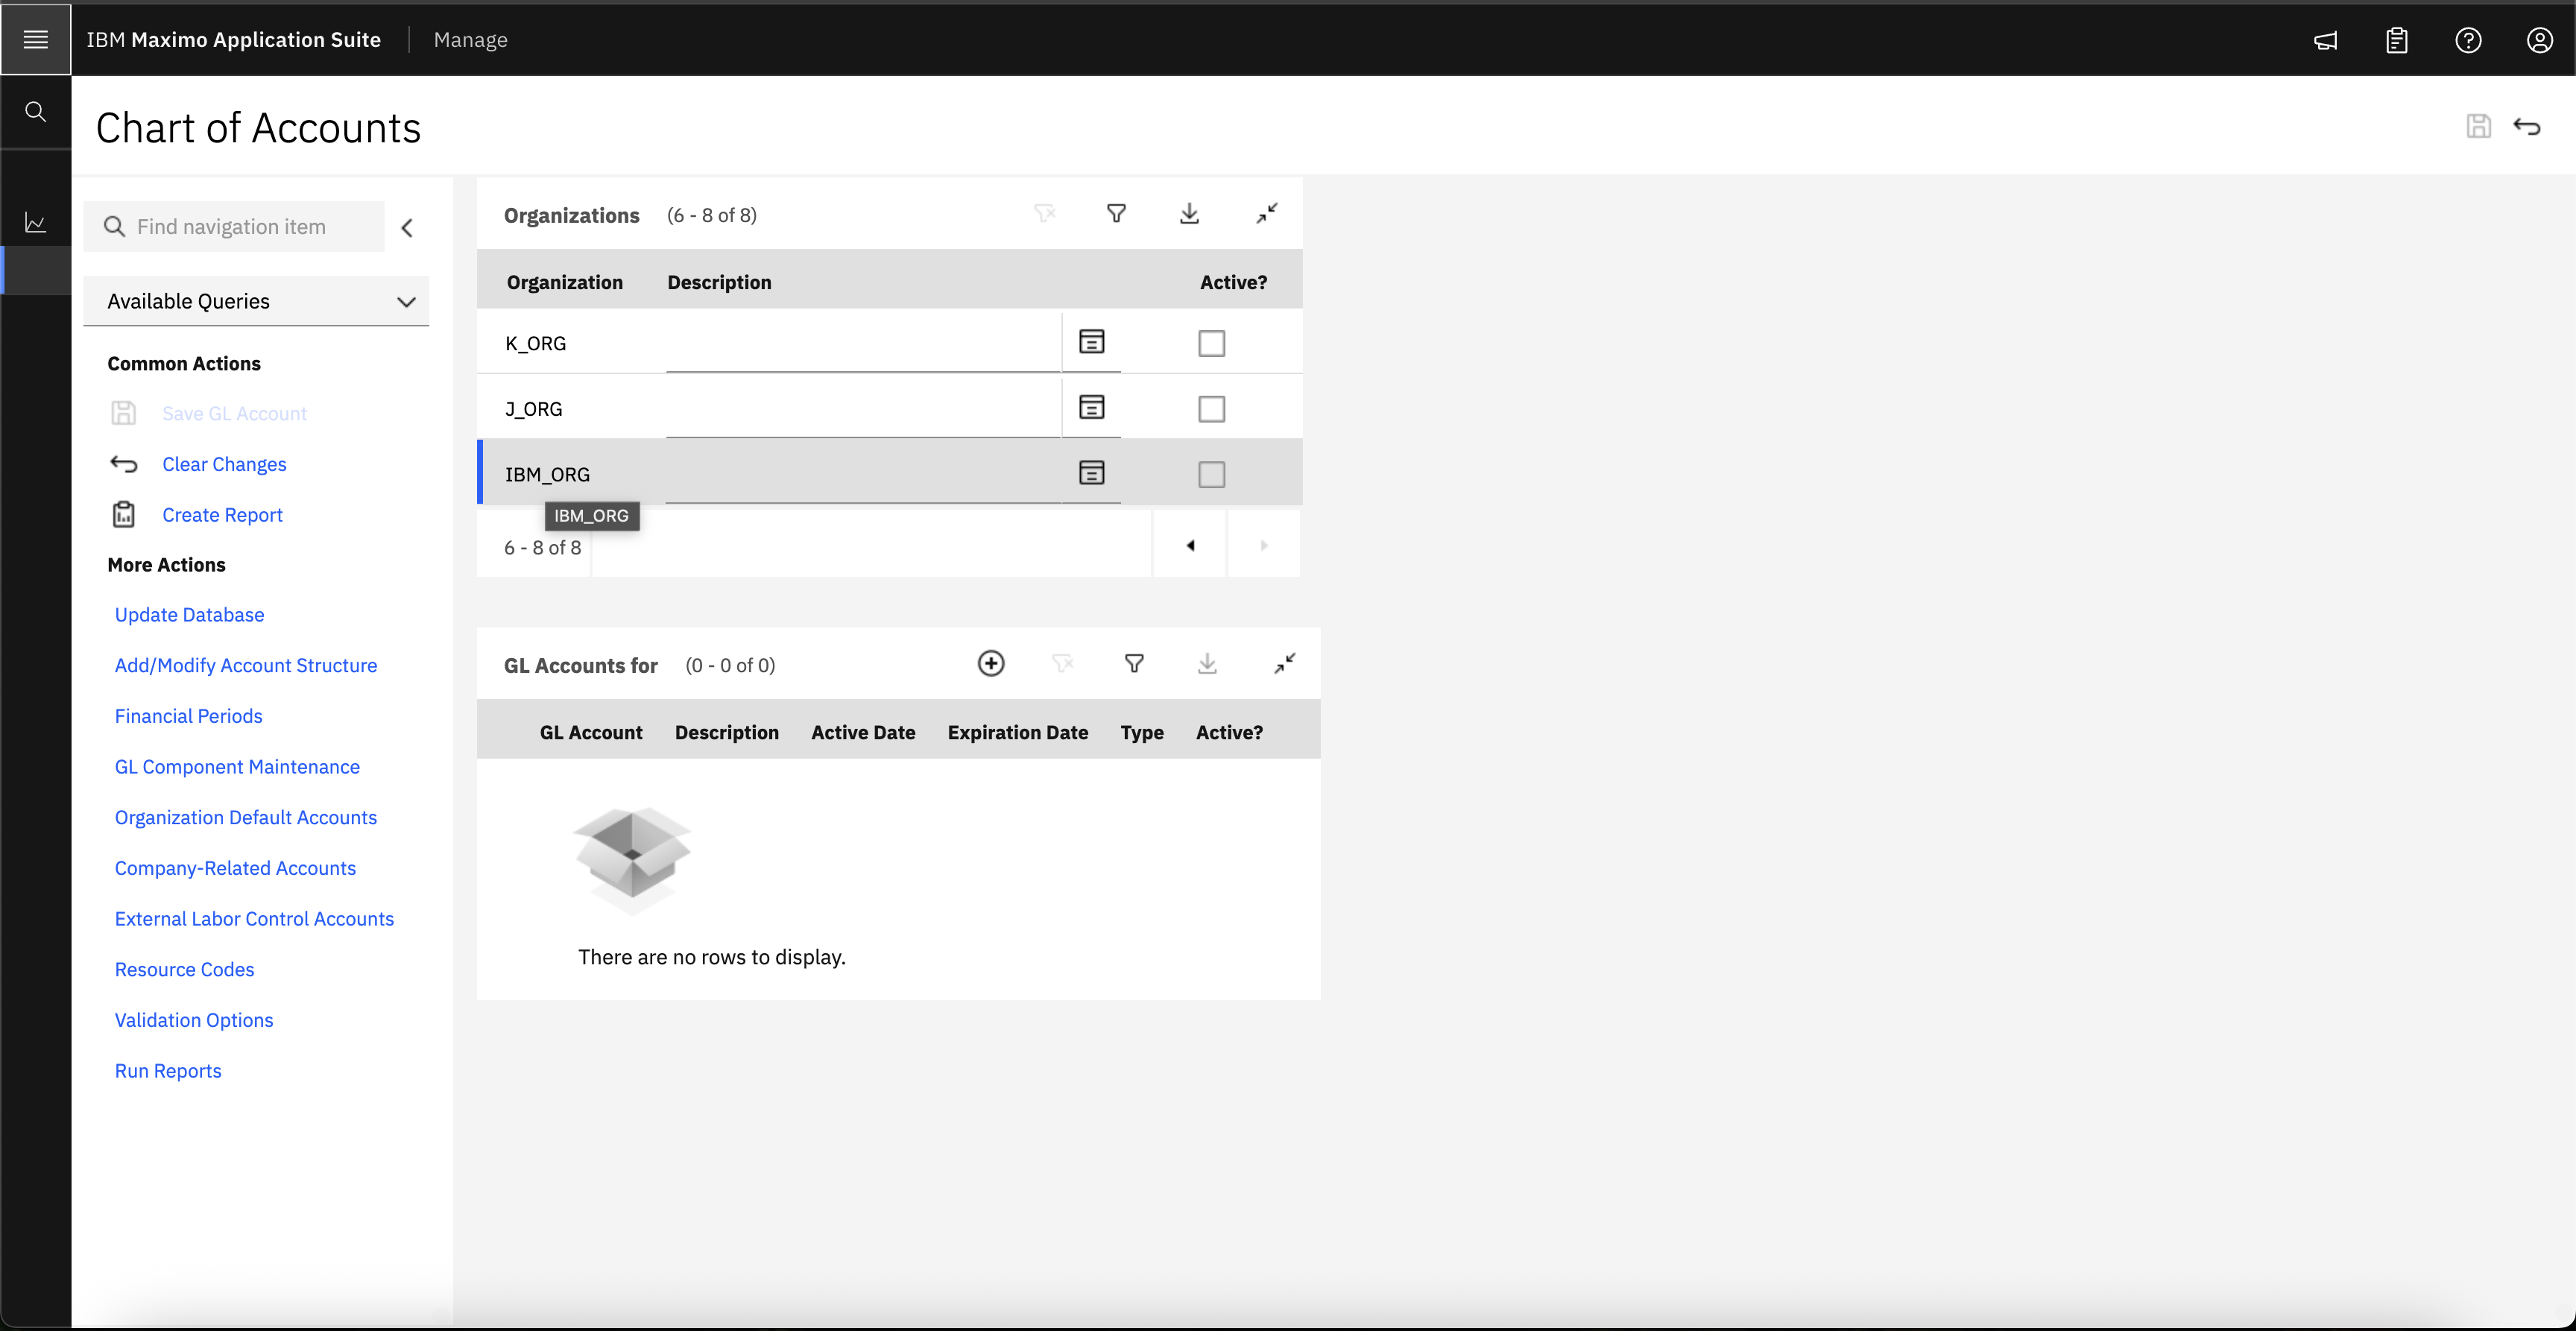 IBM Maximo Application Suite Manage
Chart of Accounts
Find navigation item
Available Queries
Common Actions
Save GL Account
Clear Changes
Create Report
More Actions
Update Database
Add/Modify Account Structure
Financial Periods
GL Component Maintenance
Organization Default Accounts
Company-Related Accounts
External Labor Control Accounts
Resource Codes
Validation Options
Run Reports
Organizations (6 - 8 of 8)
Organization Description Active?
K_ORG
J_ORG
IBM_ORG
IBM_ORG
6 - 8 of 8
GL Accounts for (0 - 0 of 0)
GL Account Description Active Date Expiration Date Type Active?
There are no rows to display.